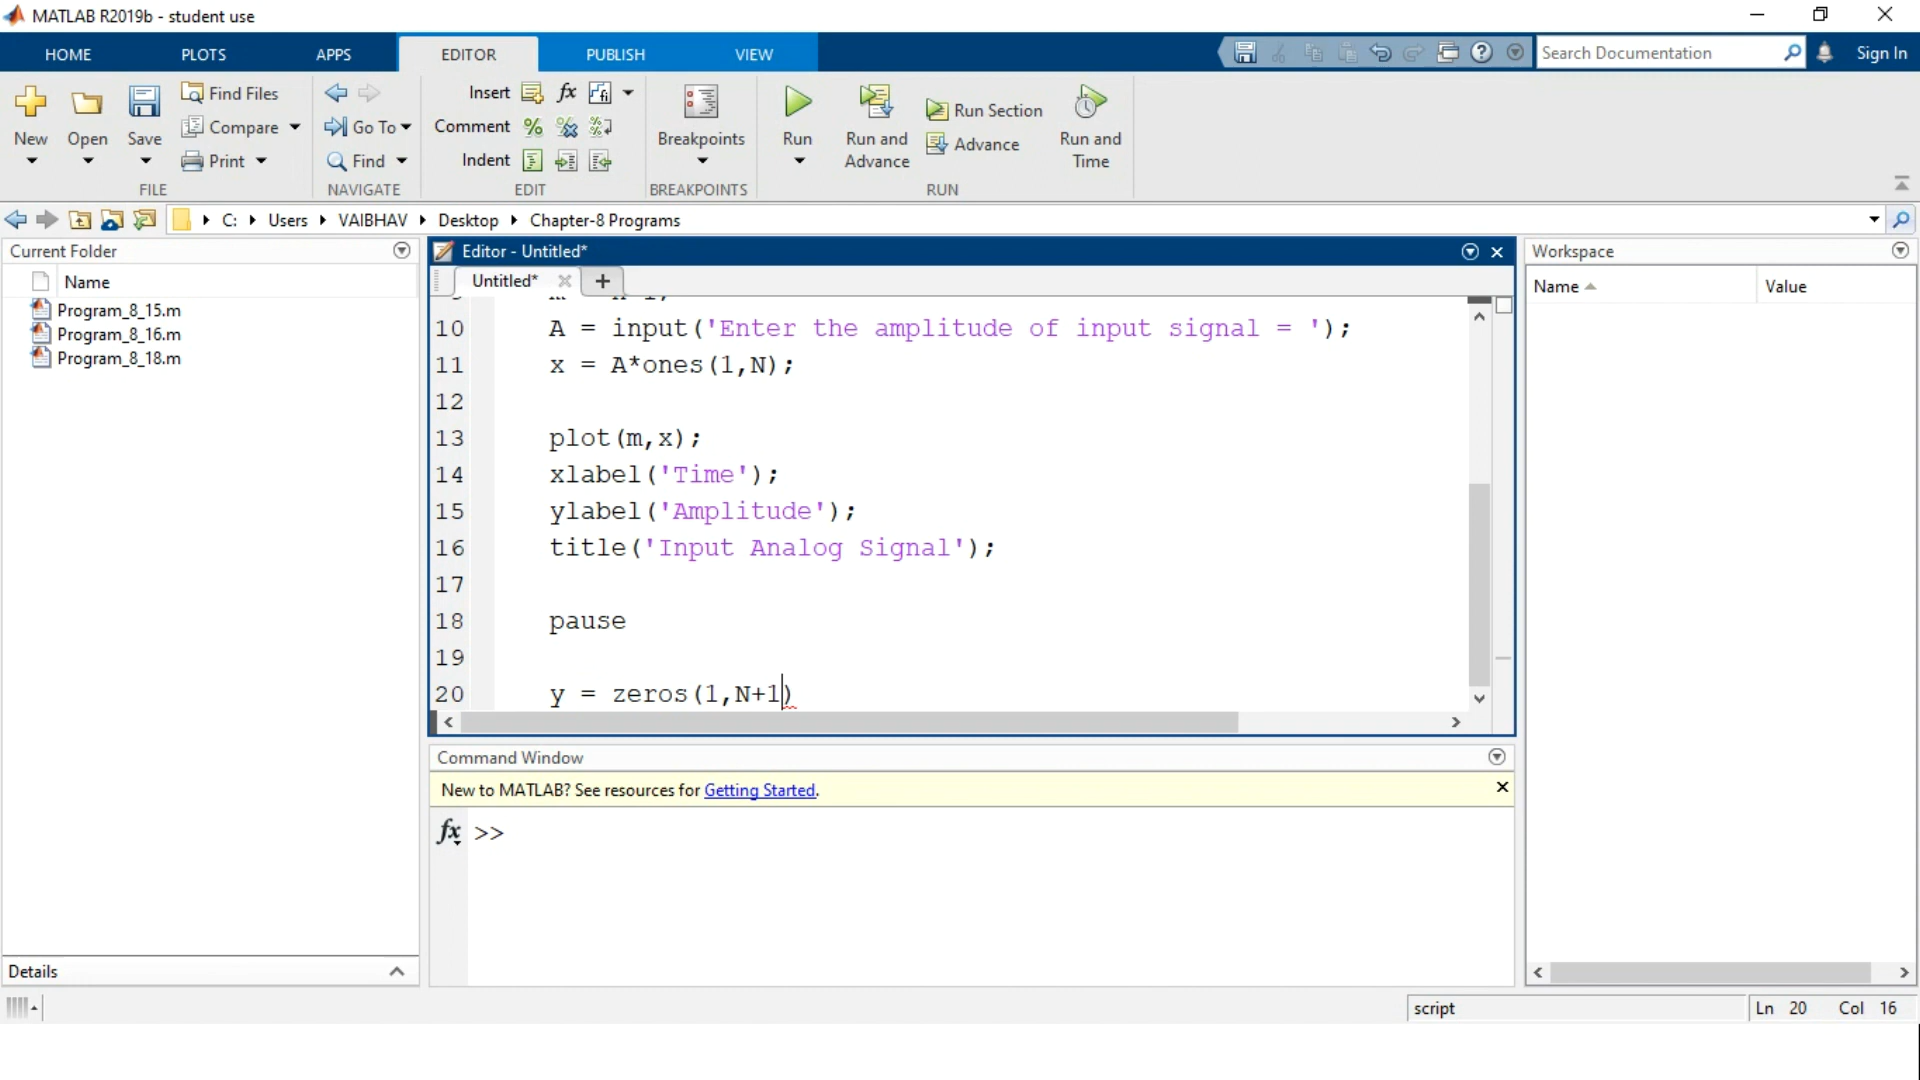 MATLAB R2019b - student use
HOME PLOTS APPS EDITOR PUBLISH VIEW Search Documentation Sign In
New Open Save Find Files Compare Print
Go To Find
Insert fx
Comment
Indent
Breakpoints
Run Run and Advance Run Section Advance Run and Time
FILE NAVIGATE EDIT BREAKPOINTS RUN
C: Users VAIBHAV Desktop Chapter-8 Programs
Current Folder
Name
Program_8_15.m
Program_8_16.m
Program_8_18.m
Details
Editor - Untitled*
Untitled* +
10 A = input('Enter the amplitude of input signal = ');
11 x = A*ones(1,N);
12
13 plot(m,x);
14 xlabel('Time');
15 ylabel('Amplitude');
16 title('Input Analog Signal');
17
18 pause
19
20 y = zeros(1,N+1)
Command Window
New to MATLAB? See resources for Getting Started.
fx >>
Workspace
Name Value
script Ln 20 Col 16